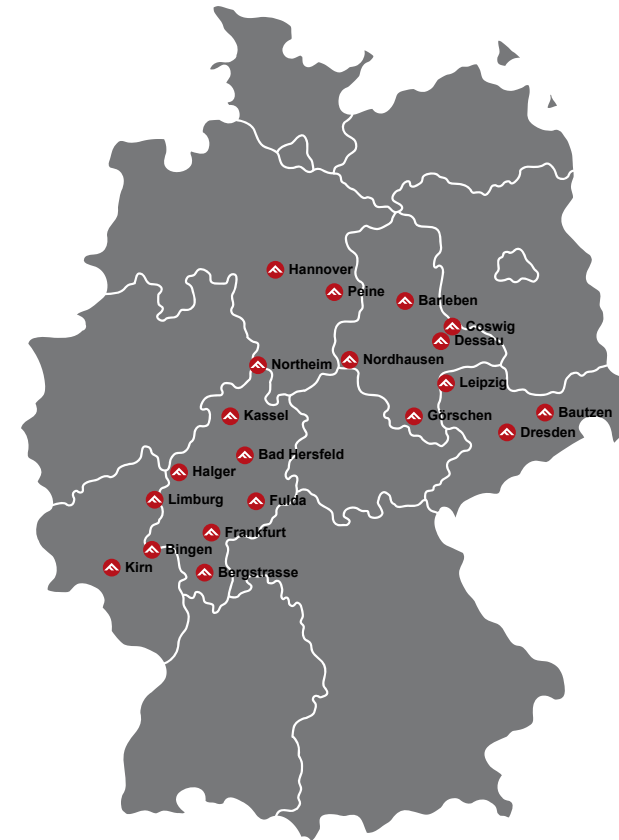 Hannover
Peine
Barleben
Coswig
Dessau
Northeim
Nordhausen
Leipzig
Kassel
Görschen
Bautzen
Dresden
Bad Hersfeld
Halger
Limburg
Fulda
Frankfurt
Bingen
Kirn
Bergstrasse